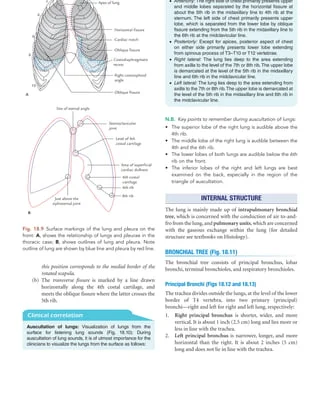 Apex of lung
Horizontal fissure
Cardiac notch
Oblique fissure
Costodiaphragmatic
recess
Right costoxiphoid
angle
10
Oblique fissure
A
Site of sternal angle
Sternoclavicular
joint
Level of 4th
costal cartilage
Area of superficial
cardiac dullness
6th costal
cartilage
6th rib
8th rib
Just above the
xiphisternal joint
B
Fig. 18.9 Surface markings of the lung and pleura on the
front: A, shows the relationship of lungs and pleurae in the
thoracic case; B, shows outlines of lung and pleura. Note
outline of lung are shown by blue line and pleura by red line.
this position corresponds to the medial border of the
rotated scapula.
(b) The transverse fissure is marked by a line drawn
horizontally along the 4th costal cartilage, and
meets the oblique fissure where the latter crosses the
5th rib.
Clinical correlation
Auscultation of lungs: Visualization of lungs from the
surface for listening lung sounds (Fig. 18.10): During
auscultation of lung sounds, it is of utmost importance for the
clinicians to visualize the lungs from the surface as follows:
• Anteriorly: The right side of chest primarily presents upper
and middle lobes separated by the horizontal fissure at
about the 5th rib in the midaxillary line to 4th rib at the
sternum. The left side of chest primarily presents upper
lobe, which is separated from the lower lobe by oblique
fissure extending from the 5th rib in the midaxillary line to
the 6th rib at the midclavicular line.
• Posteriorly: Except for apices, posterior aspect of chest
on either side primarily presents lower lobe extending
from spinous process of T3–T10 or T12 vertebrae.
• Right lateral: The lung lies deep to the area extending
from axilla to the level of the 7th or 8th rib. The upper lobe
is demarcated at the level of the 5th rib in the midaxillary
line and 6th rib in the midclavicular line.
• Left lateral: The lung lies deep to the area extending from
axilla to the 7th or 8th rib. The upper lobe is demarcated at
the level of the 5th rib in the midaxillary line and 6th rib in
the midclavicular line.
N.B. Key points to remember during auscultation of lungs:
• The superior lobe of the right lung is audible above the
4th rib.
• The middle lobe of the right lung is audible between the
4th and the 6th rib.
• The lower lobes of both lungs are audible below the 6th
rib on the front.
• The inferior lobes of the right and left lungs are best
examined on the back, especially in the region of the
triangle of auscultation.
INTERNAL STRUCTURE
The lung is mainly made up of intrapulmonary bronchial
tree, which is concerned with the conduction of air to and-
fro from the lung, and pulmonary units, which are concerned
with the gaseous exchange within the lung (for detailed
structure see textbooks on Histology).
BRONCHIAL TREE (Fig. 18.11)
The bronchial tree consists of principal bronchus, lobar
bronchi, terminal bronchioles, and respiratory bronchioles.
Principal Bronchi (Figs 18.12 and 18.13)
The trachea divides outside the lungs, at the level of the lower
border of T4 vertebra, into two primary (principal)
bronchi—right and left for right and left lung, respectively:
1. Right principal bronchus is shorter, wider, and more
vertical. It is about 1 inch (2.5 cm) long and lies more or
less in line with the trachea.
2. Left principal bronchus is narrower, longer, and more
horizontal than the right. It is about 2 inches (5 cm)
long and does not lie in line with the trachea.